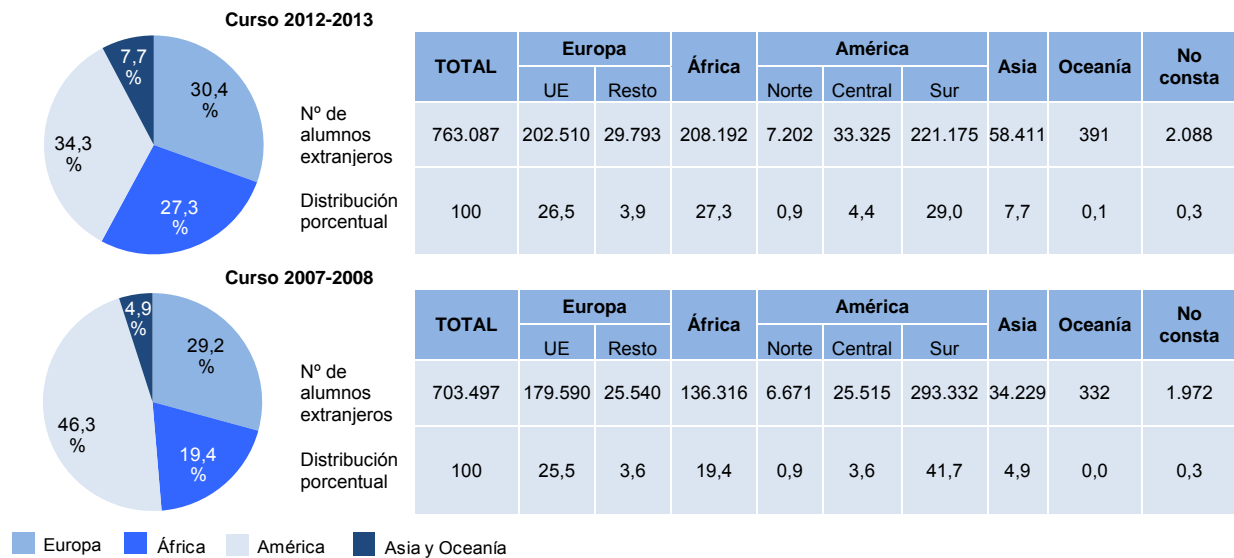 Curso 2012-2013
7,7
%
30,4
%
34,3
%
27,3
%
TOTAL Europa África América Asia Oceanía No consta
UE Resto Norte Central Sur
Nº de
alumnos
extranjeros
763.087 202.510 29.793 208.192 7.202 33.325 221.175 58.411 391 2.088
Distribución
porcentual
100 26,5 3,9 27,3 0,9 4,4 29,0 7,7 0,1 0,3
Curso 2007-2008
4,9
%
29,2
%
46,3
%
19,4
%
TOTAL Europa África América Asia Oceanía No consta
UE Resto Norte Central Sur
Nº de
alumnos
extranjeros
703.497 179.590 25.540 136.316 6.671 25.515 293.332 34.229 332 1.972
Distribución
porcentual
100 25,5 3,6 19,4 0,9 3,6 41,7 4,9 0,0 0,3
Europa África América Asia y Oceanía